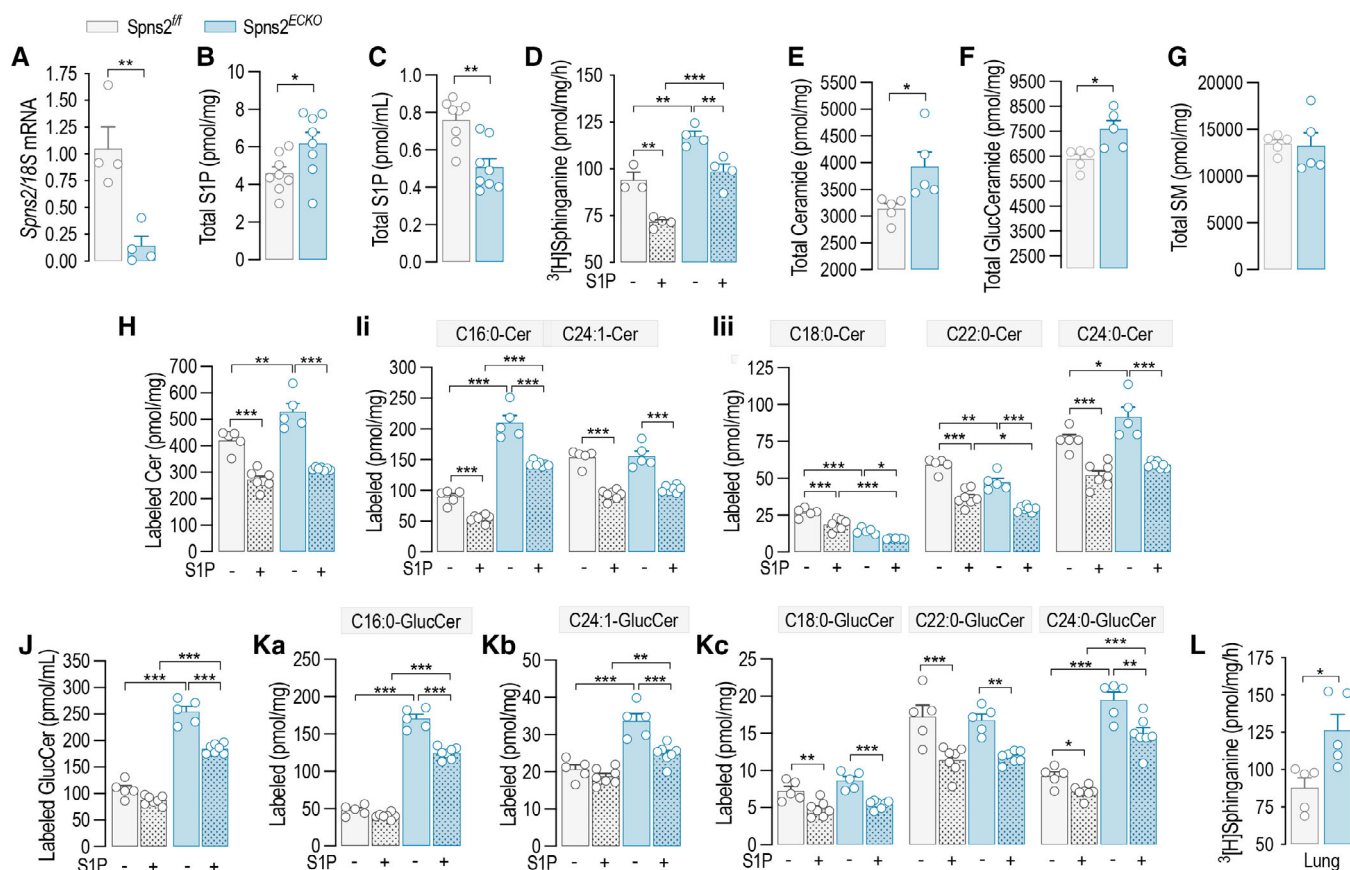 Spns2f/f Spns2ECKO
A B C D E F G
** * ** *** ** ** ** * *
Spns2/18S mRNA
1.75
1.50
1.25
1.00
0.75
0.50
0.25
0.00
Total S1P (pmol/mg)
10
8
6
4
2
0
Total S1P (pmol/mL)
1.0
0.8
0.6
0.4
0.2
0.0
3[H]Sphinganine (pmol/mg/h)
150
125
100
75
50
S1P - + - +
Total Ceramide (pmol/mg)
5500
5000
4500
4000
3500
3000
2500
2000
Total GlucCeramide (pmol/mg)
9500
8500
7500
6500
5500
4500
3500
2500
Total SM (pmol/mg)
20000
15000
10000
5000
0
H
Labeled Cer (pmol/mg)
700
600
500
400
300
200
100
0
** *** ***
S1P - + - +
Ii
C16:0-Cer C24:1-Cer
Labeled (pmol/mg)
300
250
200
150
100
50
0
*** *** *** *** *** ***
S1P - + - + - + - +
Iii
C18:0-Cer C22:0-Cer C24:0-Cer
Labeled (pmol/mg)
125
100
75
50
25
0
*** * *** *** ** *** *** * * *** ***
S1P - + - + - + - + - + - +
J
Labeled GlucCer (pmol/mL)
350
300
250
200
150
100
50
0
*** *** ***
S1P - + - +
Ka
C16:0-GlucCer
Labeled (pmol/mg)
250
200
150
100
50
0
*** *** ***
S1P - + - +
Kb
C24:1-GlucCer
Labeled (pmol/mg)
50
40
30
20
10
0
** *** ***
S1P - + - +
Kc
C18:0-GlucCer C22:0-GlucCer C24:0-GlucCer
Labeled (pmol/mg)
25
20
15
10
5
0
** *** *** ** *** *** ** *
S1P - + - + - + - + - + - +
L
3[H]Sphinganine (pmol/mg/h)
175
150
125
100
75
50
*
Lung